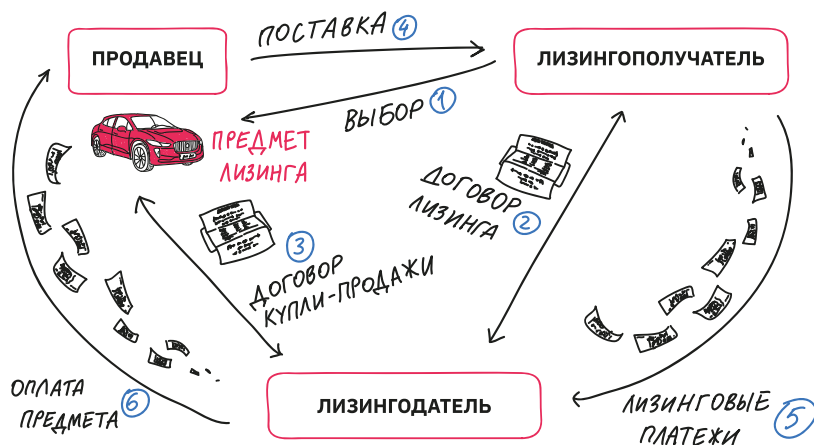 ПОСТАВКА 4
ПРОДАВЕЦ
ЛИЗИНГОПОЛУЧАТЕЛЬ
ВЫБОР 1
ПРЕДМЕТ
ЛИЗИНГА
ДОГОВОР
ЛИЗИНГА 2
3
ДОГОВОР
КУПЛИ-ПРОДАЖИ
ОПЛАТА
ПРЕДМЕТА 6
ЛИЗИНГОДАТЕЛЬ
ЛИЗИНГОВЫЕ
ПЛАТЕЖИ 5